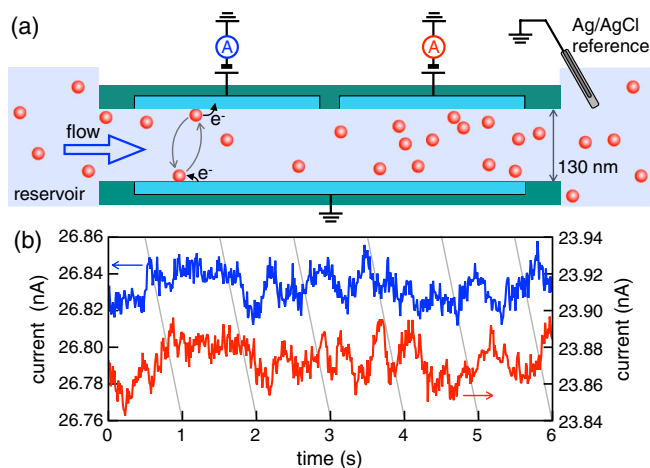 (a)
Ag/AgCl
reference
A
A
e-
flow
130 nm
e-
reservoir
(b)
26.86
26.84
26.82
26.80
26.78
26.76
current (nA)
23.94
23.92
23.90
23.88
23.86
23.84
current (nA)
0 1 2 3 4 5 6
time (s)